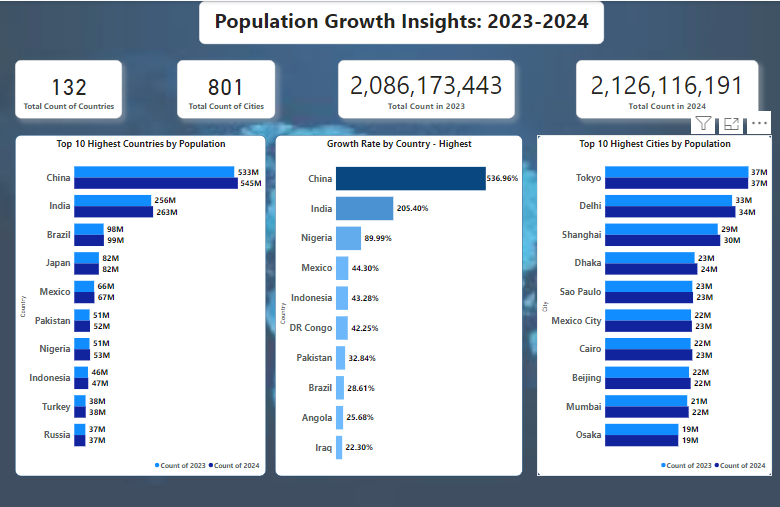 Population Growth Insights: 2023-2024
132
Total Count of Countries
801
Total Count of Cities
2,086,173,443
Total Count in 2023
2,126,116,191
Total Count in 2024
Top 10 Highest Countries by Population
Country
China 533M
545M
India 256M
263M
Brazil 98M
99M
Japan 82M
82M
Mexico 66M
67M
Pakistan 51M
52M
Nigeria 51M
53M
Indonesia 46M
47M
Turkey 38M
38M
Russia 37M
37M
Count of 2023 Count of 2024
Growth Rate by Country - Highest
Country
China 536.96%
India 205.40%
Nigeria 89.99%
Mexico 44.30%
Indonesia 43.28%
DR Congo 42.25%
Pakistan 32.84%
Brazil 28.61%
Angola 25.68%
Iraq 22.30%
Top 10 Highest Cities by Population
City
Tokyo 37M
37M
Delhi 33M
34M
Shanghai 29M
30M
Dhaka 23M
24M
Sao Paulo 23M
23M
Mexico City 22M
23M
Cairo 22M
23M
Beijing 22M
22M
Mumbai 21M
22M
Osaka 19M
19M
Count of 2023 Count of 2024